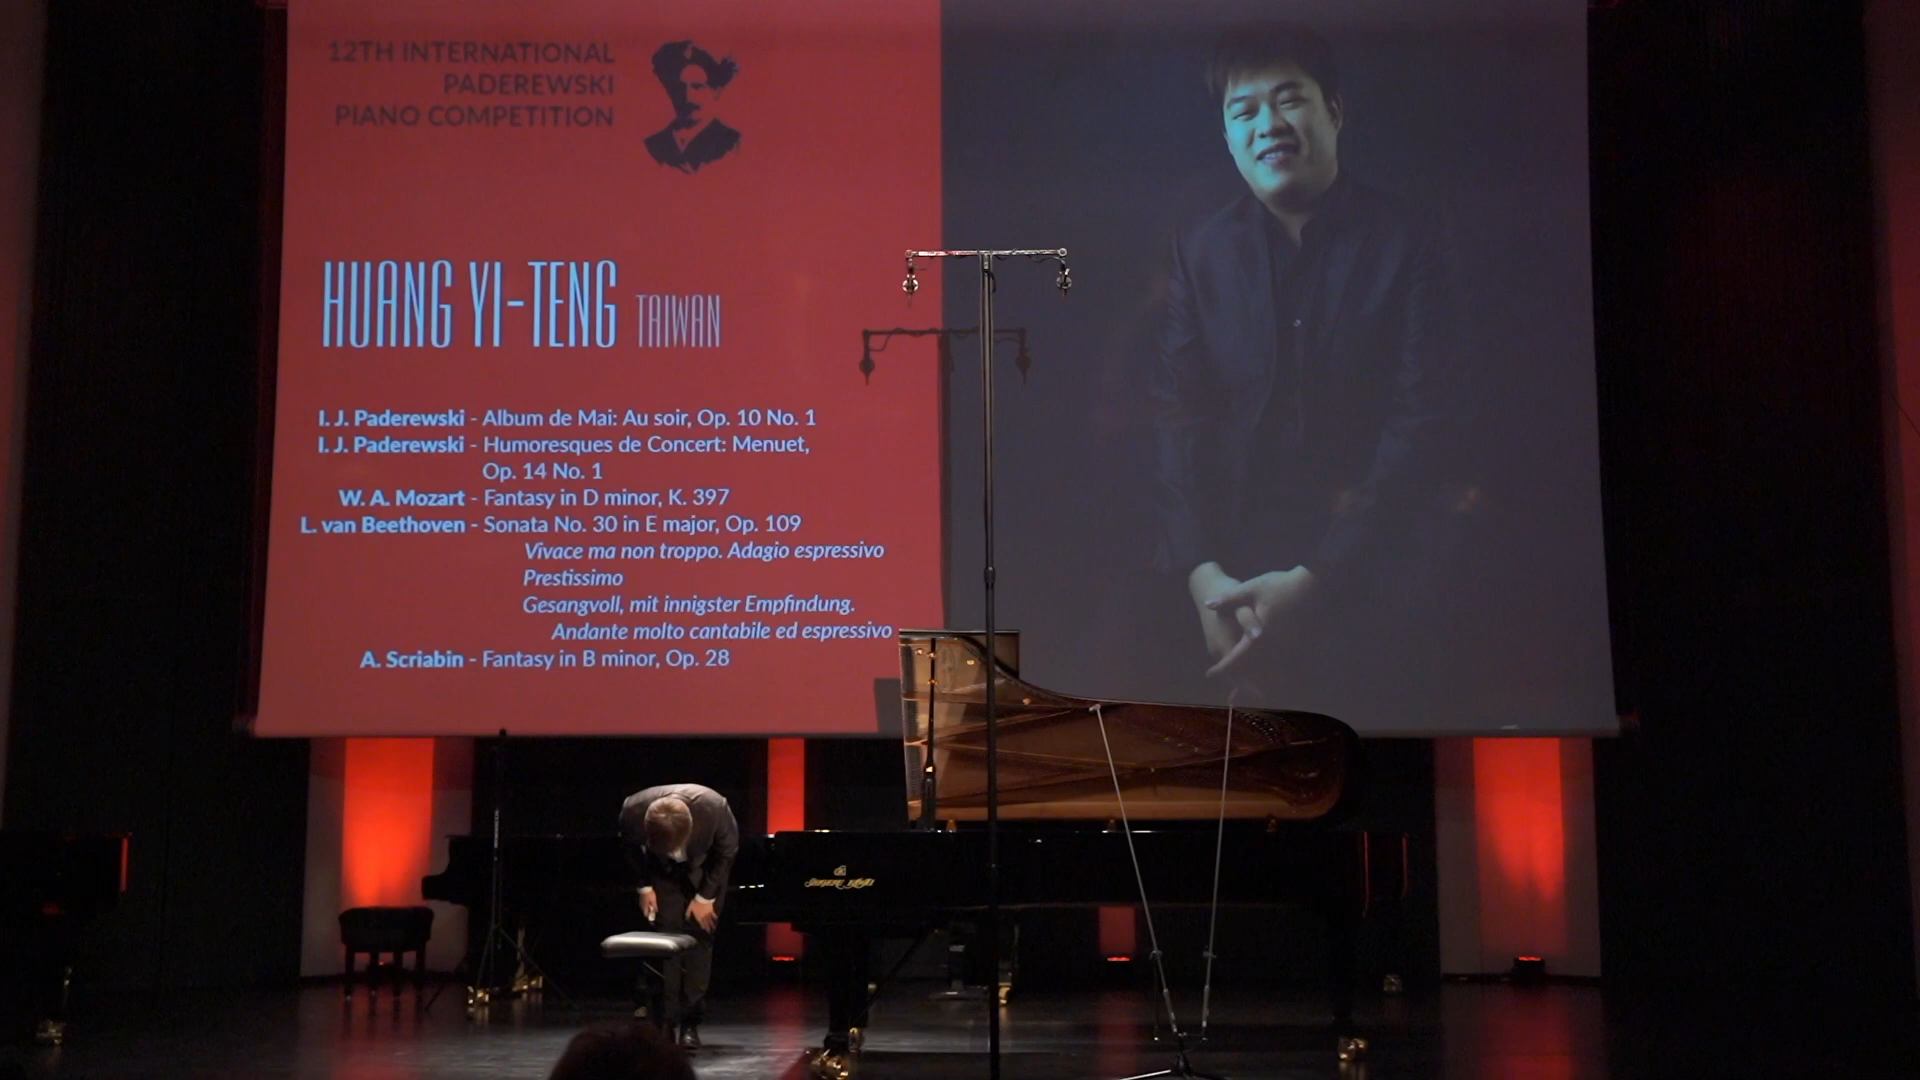 12TH INTERNATIONAL
PADEREWSKI
PIANO COMPETITION
HUANG YI-TENG TAIWAN
I. J. Paderewski - Album de Mai: Au soir, Op. 10 No. 1
I. J. Paderewski - Humoresques de Concert: Menuet,
Op. 14 No. 1
W. A. Mozart - Fantasy in D minor, K. 397
L. van Beethoven - Sonata No. 30 in E major, Op. 109
Vivace ma non troppo. Adagio espressivo
Prestissimo
Gesangvoll, mit innigster Empfindung.
Andante molto cantabile ed espressivo
A. Scriabin - Fantasy in B minor, Op. 28